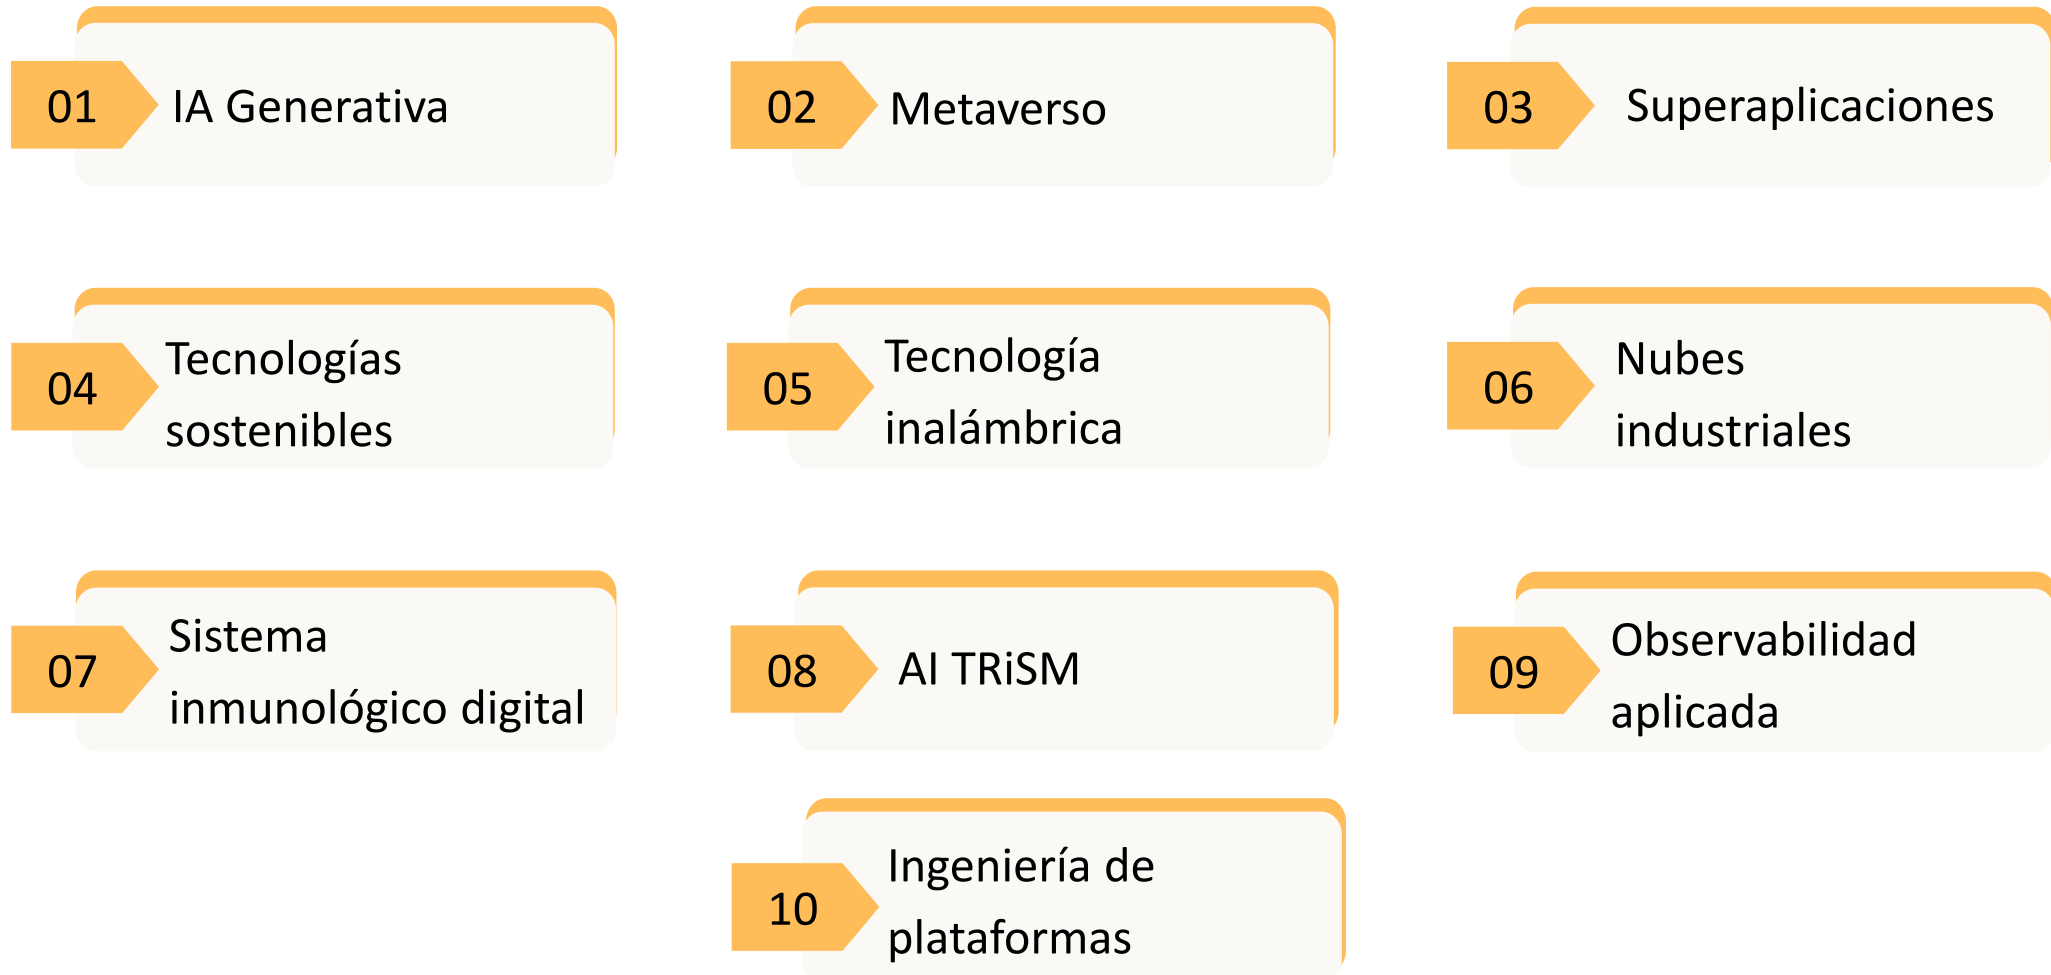 01
IA Generativa
02
Metaverso
03
Superaplicaciones
04
Tecnologías
sostenibles
05
Tecnología
inalámbrica
06
Nubes
industriales
07
Sistema
inmunológico digital
08
AI TRiSM
09
Observabilidad
aplicada
10
Ingeniería de
plataformas